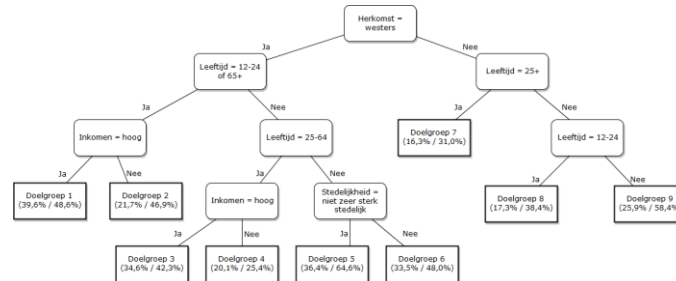 Herkomst =
westers
Ja
Nee
Leeftijd = 12-24
of 65+
Leeftijd = 25+
Ja
Nee
Ja
Nee
Inkomen = hoog
Leeftijd = 25-64
Doelgroep 7
(16,3% / 31,0%)
Leeftijd = 12-24
Ja
Nee
Ja
Nee
Ja
Nee
Doelgroep 1
(39,6% / 48,6%)
Doelgroep 2
(21,7% / 46,9%)
Inkomen = hoog
Stedelijkheid =
niet zeer sterk
stedelijk
Doelgroep 8
(17,3% / 38,4%)
Doelgroep 9
(25,9% / 58,4%)
Ja
Nee
Ja
Nee
Doelgroep 3
(34,6% / 42,3%)
Doelgroep 4
(20,1% / 25,4%)
Doelgroep 5
(36,4% / 64,6%)
Doelgroep 6
(33,5% / 48,0%)